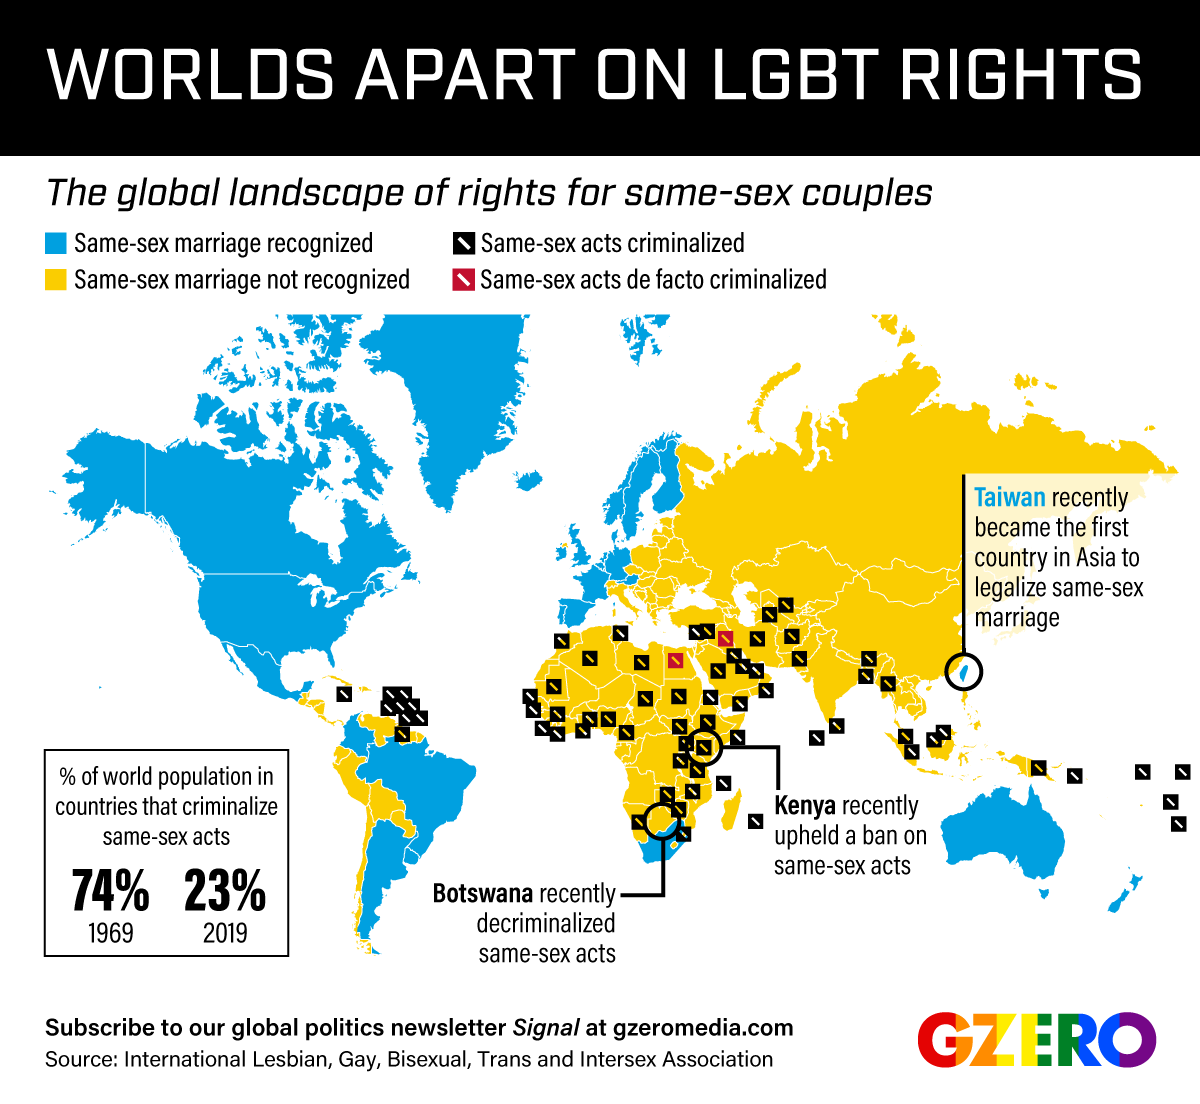 WORLDS APART ON LGBT RIGHTS
The global landscape of rights for same-sex couples
Same-sex marriage recognized
Same-sex acts criminalized
Same-sex marriage not recognized
Same-sex acts de facto criminalized
Taiwan recently
became the first
country in Asia to
legalize same-sex
marriage
% of world population in
countries that criminalize
same-sex acts
74% 23%
1969 2019
Kenya recently
upheld a ban on
same-sex acts
Botswana recently
decriminalized
same-sex acts
Subscribe to our global politics newsletter Signal at gzeromedia.com
Source: International Lesbian, Gay, Bisexual, Trans and Intersex Association
GZERO